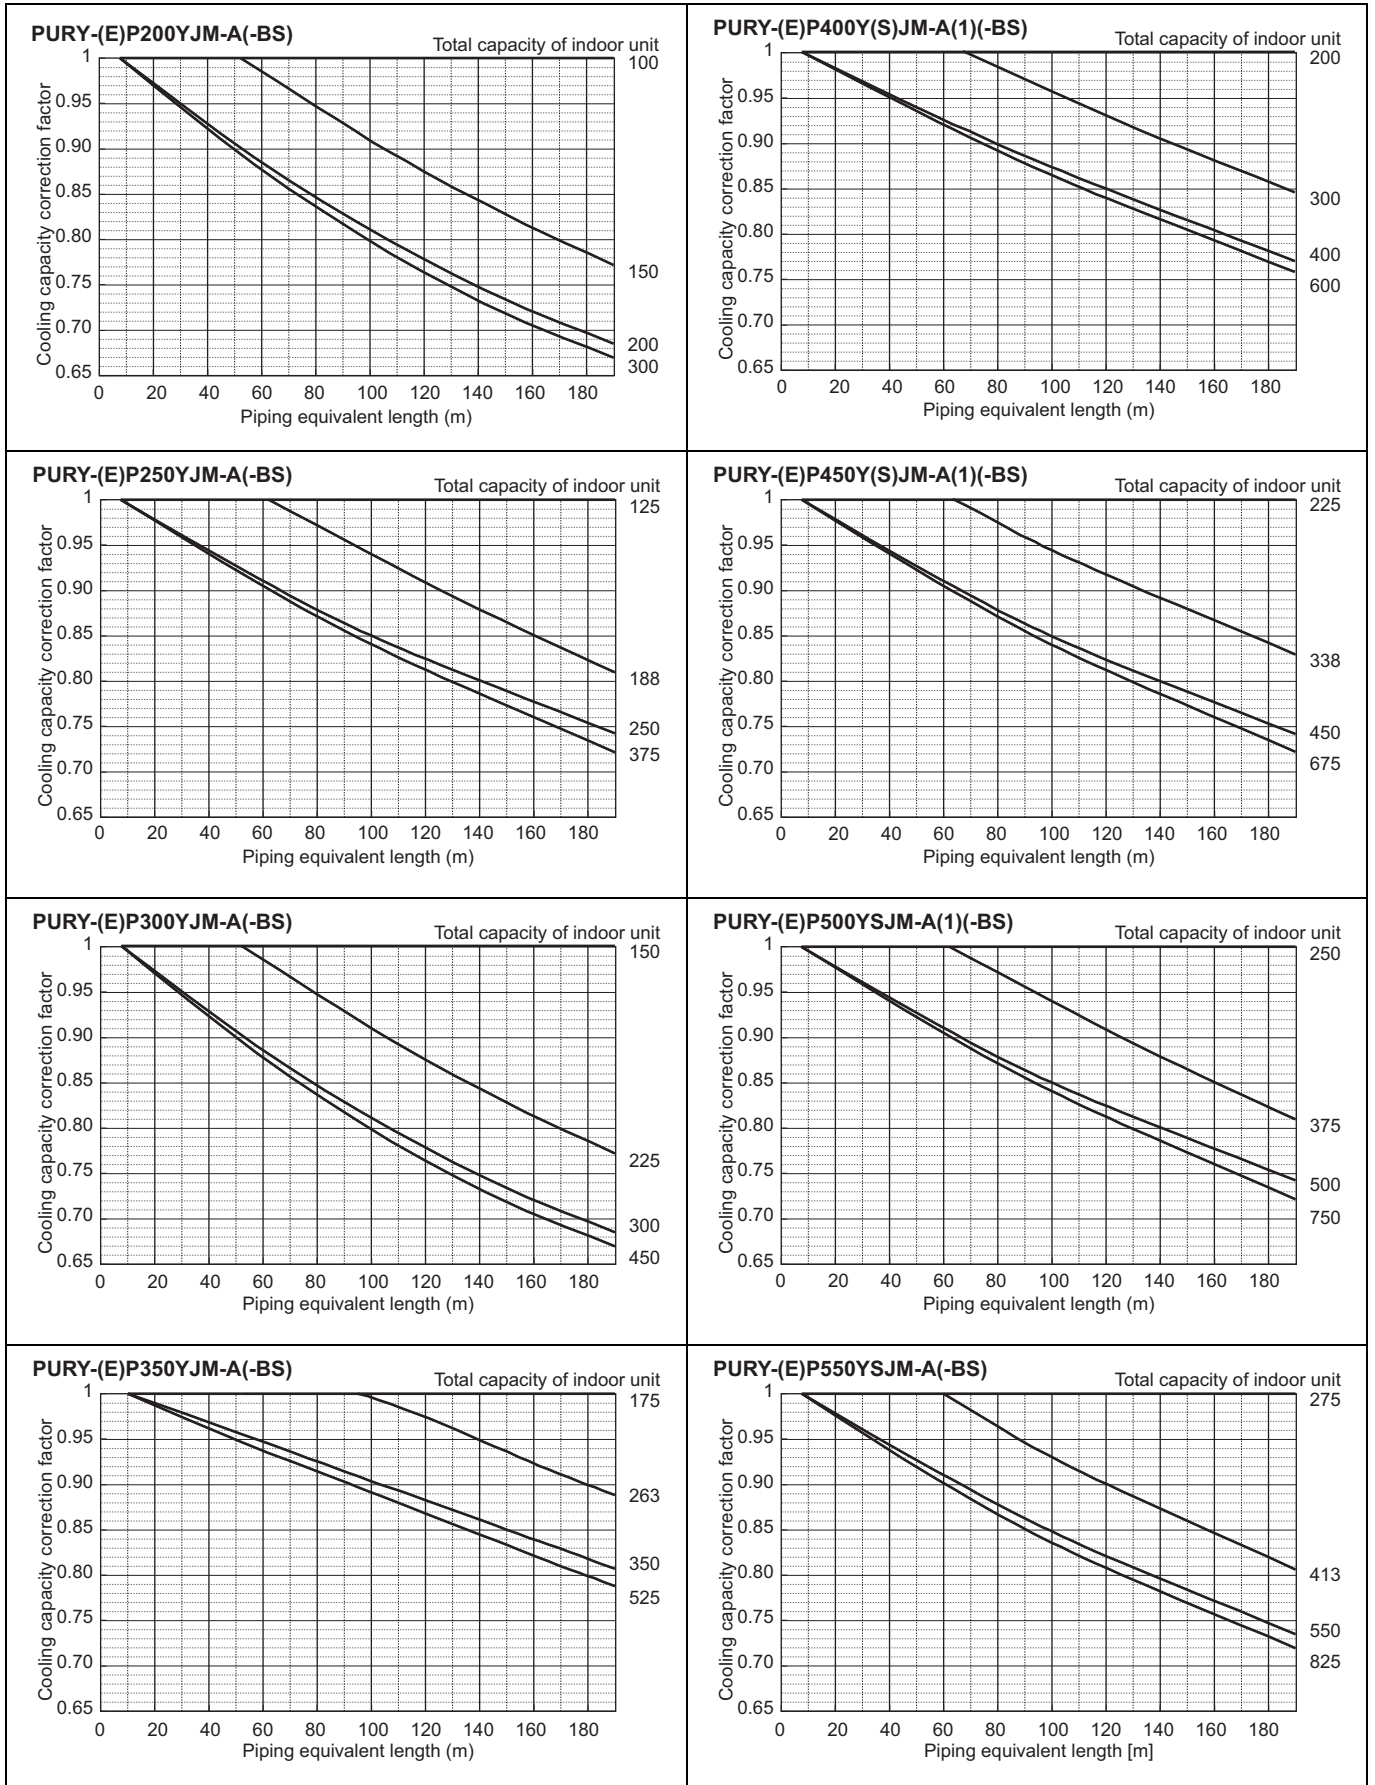 PURY-(E)P200YJM-A(-BS)
Total capacity of indoor unit
Cooling capacity correction factor
1
0.95
0.90
0.85
0.80
0.75
0.70
0.65
100
150
200
300
0 20 40 60 80 100 120 140 160 180
Piping equivalent length (m)
PURY-(E)P400Y(S)JM-A(1)(-BS)
Total capacity of indoor unit
Cooling capacity correction factor
1
0.95
0.90
0.85
0.80
0.75
0.70
0.65
200
300
400
600
0 20 40 60 80 100 120 140 160 180
Piping equivalent length (m)
PURY-(E)P250YJM-A(-BS)
Total capacity of indoor unit
Cooling capacity correction factor
1
0.95
0.90
0.85
0.80
0.75
0.70
0.65
125
188
250
375
0 20 40 60 80 100 120 140 160 180
Piping equivalent length (m)
PURY-(E)P450Y(S)JM-A(1)(-BS)
Total capacity of indoor unit
Cooling capacity correction factor
1
0.95
0.90
0.85
0.80
0.75
0.70
0.65
225
338
450
675
0 20 40 60 80 100 120 140 160 180
Piping equivalent length (m)
PURY-(E)P300YJM-A(-BS)
Total capacity of indoor unit
Cooling capacity correction factor
1
0.95
0.90
0.85
0.80
0.75
0.70
0.65
150
225
300
450
0 20 40 60 80 100 120 140 160 180
Piping equivalent length (m)
PURY-(E)P500YSJM-A(1)(-BS)
Total capacity of indoor unit
Cooling capacity correction factor
1
0.95
0.90
0.85
0.80
0.75
0.70
0.65
250
375
500
750
0 20 40 60 80 100 120 140 160 180
Piping equivalent length (m)
PURY-(E)P350YJM-A(-BS)
Total capacity of indoor unit
Cooling capacity correction factor
1
0.95
0.90
0.85
0.80
0.75
0.70
0.65
175
263
350
525
0 20 40 60 80 100 120 140 160 180
Piping equivalent length (m)
PURY-(E)P550YSJM-A(-BS)
Total capacity of indoor unit
Cooling capacity correction factor
1
0.95
0.90
0.85
0.80
0.75
0.70
0.65
275
413
550
825
0 20 40 60 80 100 120 140 160 180
Piping equivalent length [m]